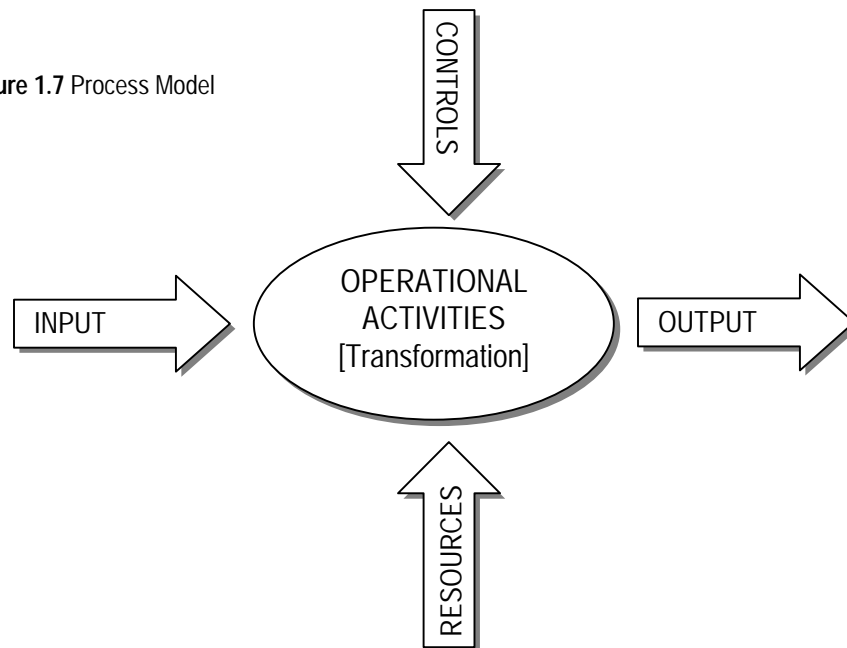 ure 1.7 Process Model
CONTROLS
INPUT
OPERATIONAL
ACTIVITIES
[Transformation]
OUTPUT
RESOURCES